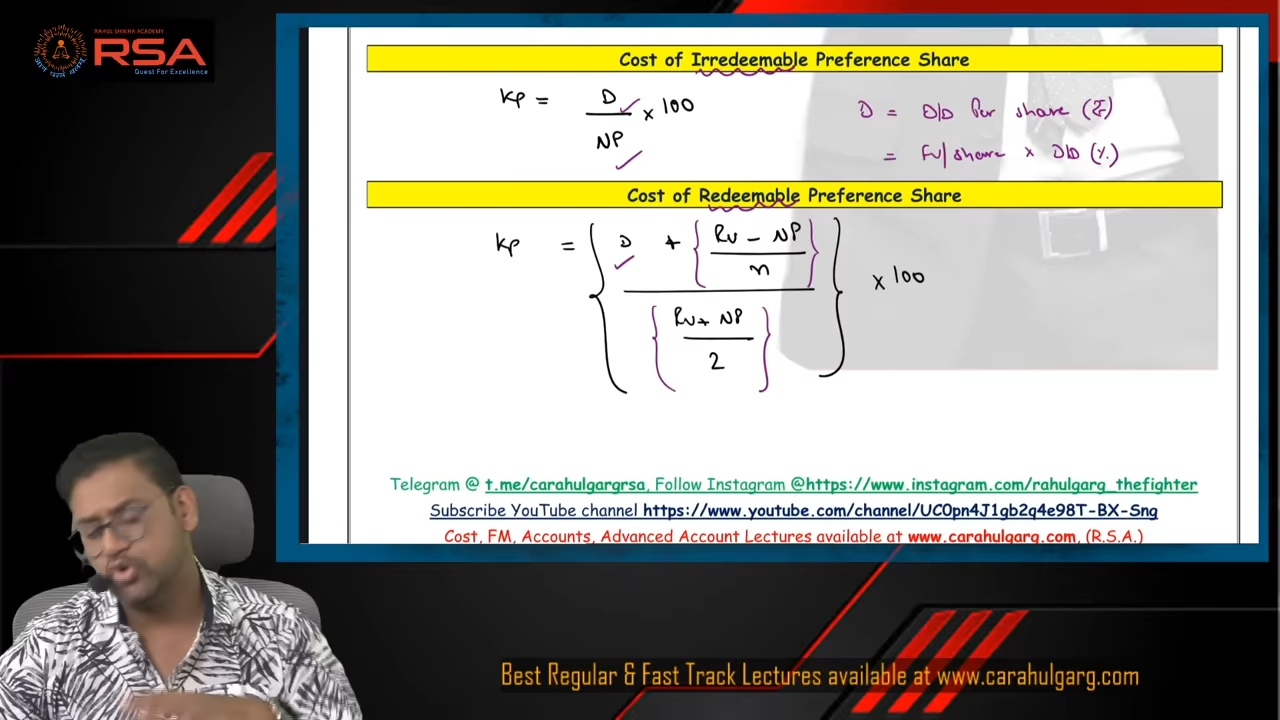 RAHUL SHIKHA ACADEMY
RSA
Quest For Excellence
Cost of Irredeemable Preference Share
Kp = D / NP × 100
D = D/D Per share (₹)
= FV/share × D/D (%)
Cost of Redeemable Preference Share
Kp = { D + { RV - NP / n } / { RV + NP / 2 } } × 100
Telegram @ t.me/carahulgargrsa, Follow Instagram @https://www.instagram.com/rahulgarg_thefighter
Subscribe YouTube channel https://www.youtube.com/channel/UC0pn4J1gb2q4e98T-BX-Sng
Cost, FM, Accounts, Advanced Account Lectures available at www.carahulgarg.com, (R.S.A.)
Best Regular & Fast Track Lectures available at www.carahulgarg.com